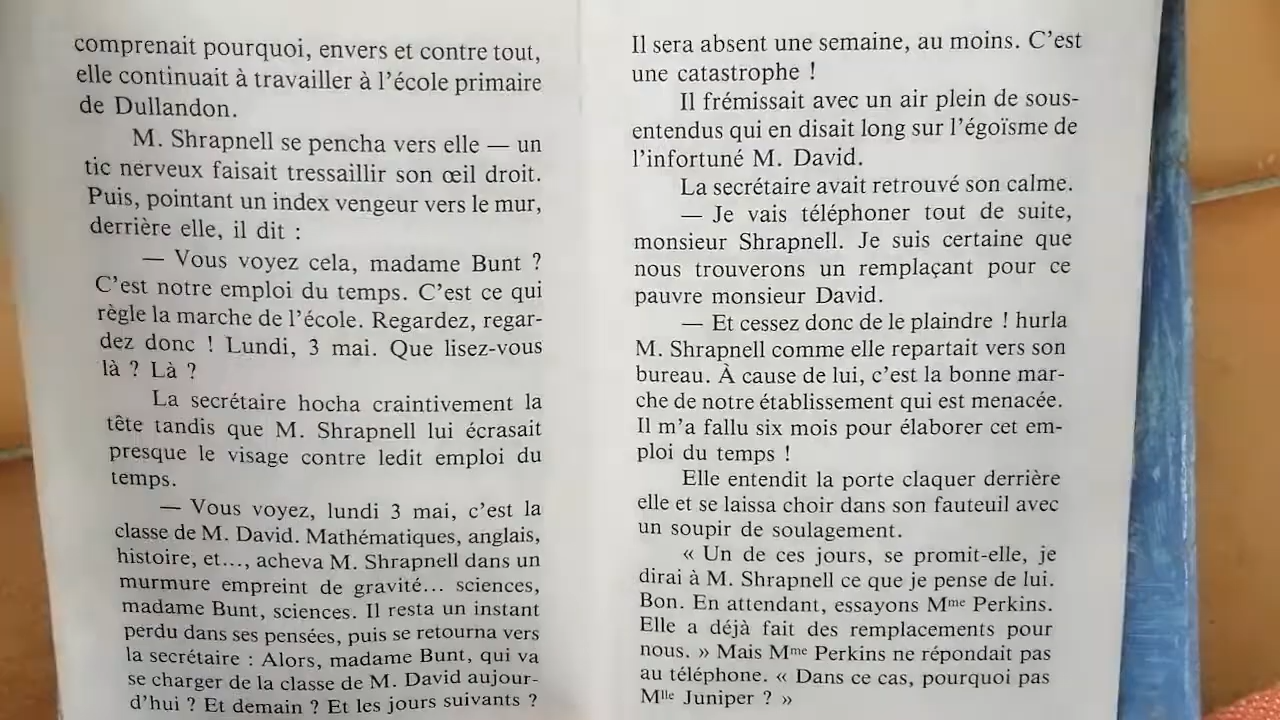 comprenait pourquoi, envers et contre tout,
elle continuait à travailler à l'école primaire
de Dullandon.
M. Shrapnell se pencha vers elle — un
tic nerveux faisait tressaillir son œil droit.
Puis, pointant un index vengeur vers le mur,
derrière elle, il dit :
— Vous voyez cela, madame Bunt ?
C'est notre emploi du temps. C'est ce qui
règle la marche de l'école. Regardez, regar-
dez donc ! Lundi, 3 mai. Que lisez-vous
là ? Là ?
La secrétaire hocha craintivement la
tête tandis que M. Shrapnell lui écrasait
presque le visage contre ledit emploi du
temps.
— Vous voyez, lundi 3 mai, c'est la
classe de M. David. Mathématiques, anglais,
histoire, et..., acheva M. Shrapnell dans un
murmure empreint de gravité... sciences,
madame Bunt, sciences. Il resta un instant
perdu dans ses pensées, puis se retourna vers
la secrétaire : Alors, madame Bunt, qui va
se charger de la classe de M. David aujour-
d'hui ? Et demain ? Et les jours suivants ?
Il sera absent une semaine, au moins. C'est
une catastrophe !
Il frémissait avec un air plein de sous-
entendus qui en disait long sur l'égoïsme de
l'infortuné M. David.
La secrétaire avait retrouvé son calme.
— Je vais téléphoner tout de suite,
monsieur Shrapnell. Je suis certaine que
nous trouverons un remplaçant pour ce
pauvre monsieur David.
— Et cessez donc de le plaindre ! hurla
M. Shrapnell comme elle repartait vers son
bureau. À cause de lui, c'est la bonne mar-
che de notre établissement qui est menacée.
Il m'a fallu six mois pour élaborer cet em-
ploi du temps !
Elle entendit la porte claquer derrière
elle et se laissa choir dans son fauteuil avec
un soupir de soulagement.
« Un de ces jours, se promit-elle, je
dirai à M. Shrapnell ce que je pense de lui.
Bon. En attendant, essayons Mme Perkins.
Elle a déjà fait des remplacements pour
nous. » Mais Mme Perkins ne répondait pas
au téléphone. « Dans ce cas, pourquoi pas
Mlle Juniper ? »